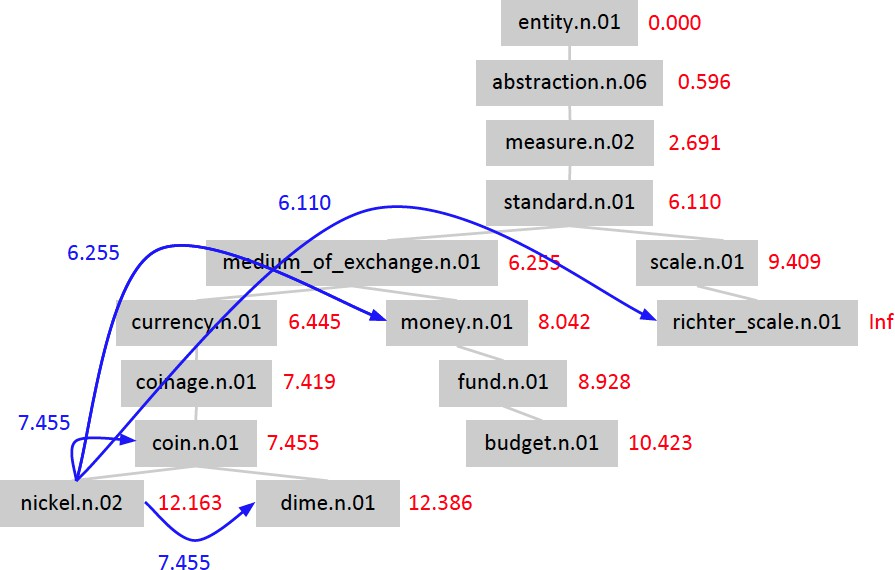 entity.n.01 0.000
abstraction.n.06 0.596
measure.n.02 2.691
6.110 standard.n.01 6.110
6.255 medium_of_exchange.n.01 6.255 scale.n.01 9.409
currency.n.01 6.445 money.n.01 8.042 richter_scale.n.01 Inf
coinage.n.01 7.419 fund.n.01 8.928
7.455 coin.n.01 7.455 budget.n.01 10.423
nickel.n.02 12.163 dime.n.01 12.386
7.455